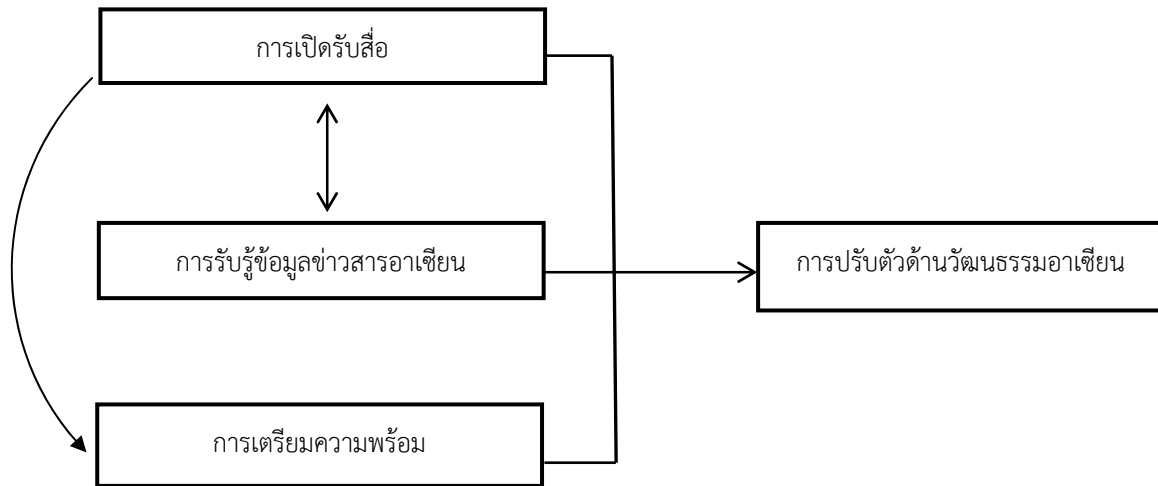 การเปิดรับสื่อ
การรับรู้ข้อมูลข่าวสารอาเซียน
การปรับตัวด้านวัฒนธรรมอาเซียน
การเตรียมความพร้อม